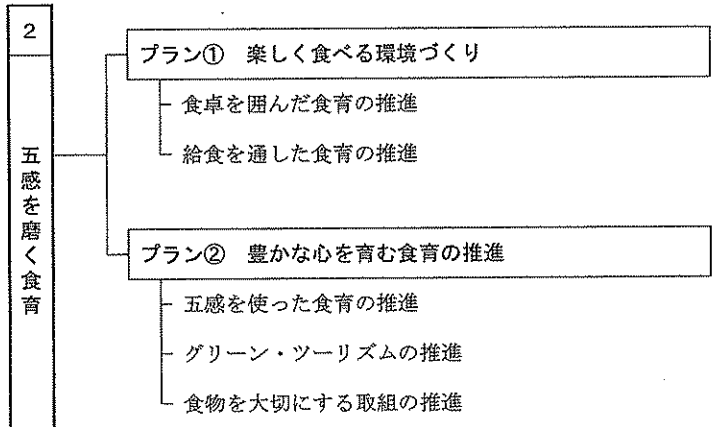 2
五感を磨く食育
プラン① 楽しく食べる環境づくり
食卓を囲んだ食育の推進
給食を通した食育の推進
プラン② 豊かな心を育む食育の推進
五感を使った食育の推進
グリーン・ツーリズムの推進
食物を大切にする取組の推進